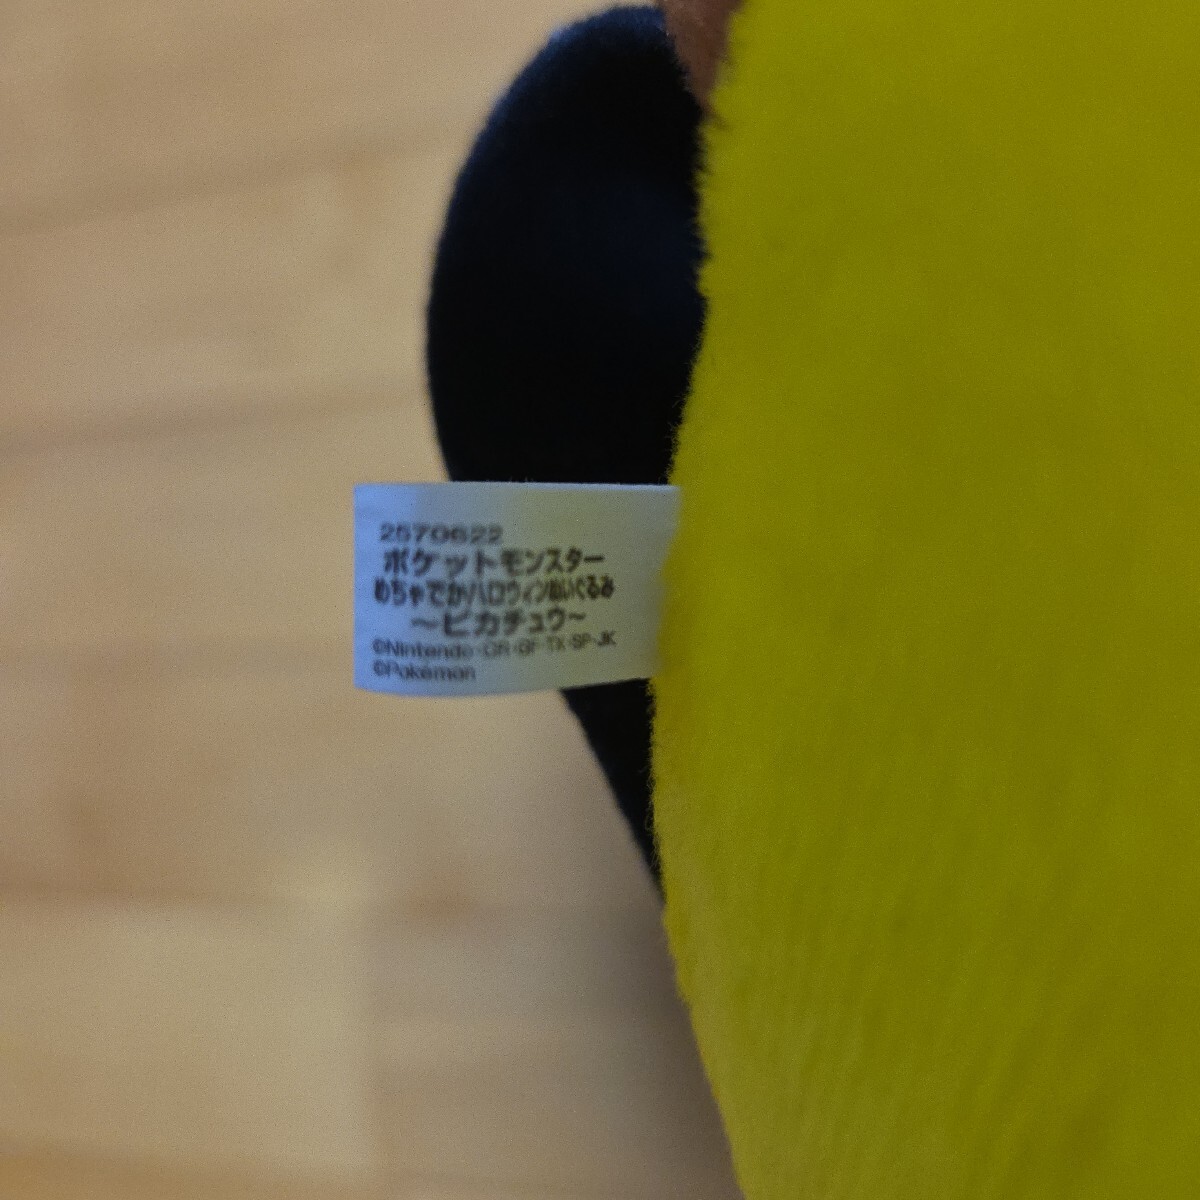 2570622
ポケットモンスター
めちゃでかハロウィンぬいぐるみ
～ピカチュウ～
©Nintendo･CR･GF･TX･SP･JK
©Pokémon